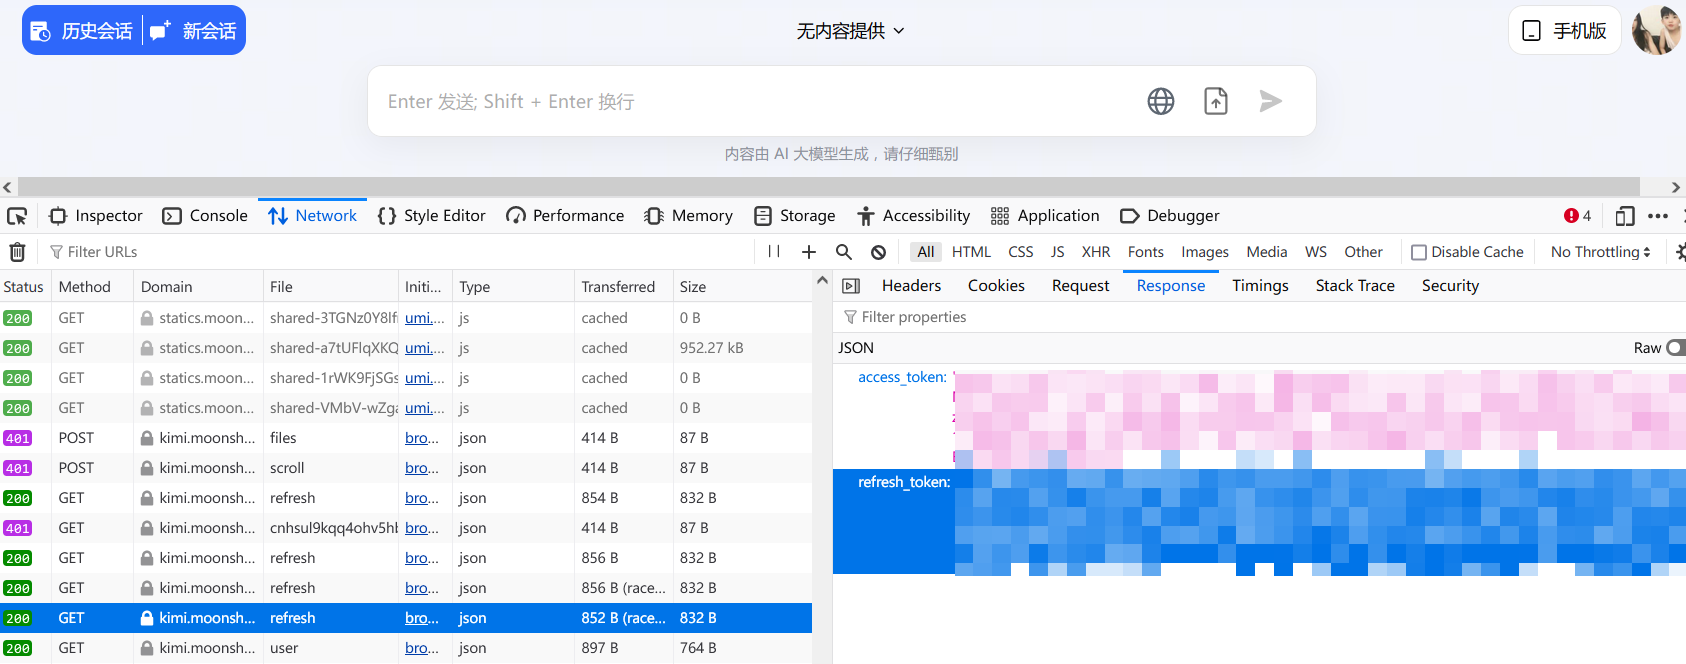 历史会话 新会话 无内容提供 手机版
Enter 发送; Shift + Enter 换行
内容由 AI 大模型生成，请仔细甄别
Inspector Console Network Style Editor Performance Memory Storage Accessibility Application Debugger 4
Filter URLs All HTML CSS JS XHR Fonts Images Media WS Other Disable Cache No Throttling
Status Method Domain File Initi... Type Transferred Size
Headers Cookies Request Response Timings Stack Trace Security
200 GET statics.moon... shared-3TGNz0Y8lf umi.... js cached 0 B
Filter properties
200 GET statics.moon... shared-a7tUFlqXKQ umi.... js cached 952.27 kB
JSON Raw
200 GET statics.moon... shared-1rWK9FjSGs umi.... js cached 0 B
access_token:
200 GET statics.moon... shared-VMbV-wZga umi.... js cached 0 B
401 POST kimi.moonsh... files bro... json 414 B 87 B
401 POST kimi.moonsh... scroll bro... json 414 B 87 B
refresh_token:
200 GET kimi.moonsh... refresh bro... json 854 B 832 B
401 GET kimi.moonsh... cnhsul9kqq4ohv5hb bro... json 414 B 87 B
200 GET kimi.moonsh... refresh bro... json 856 B 832 B
200 GET kimi.moonsh... refresh bro... json 856 B (race... 832 B
200 GET kimi.moonsh... refresh bro... json 852 B (race... 832 B
200 GET kimi.moonsh... user bro... json 897 B 764 B